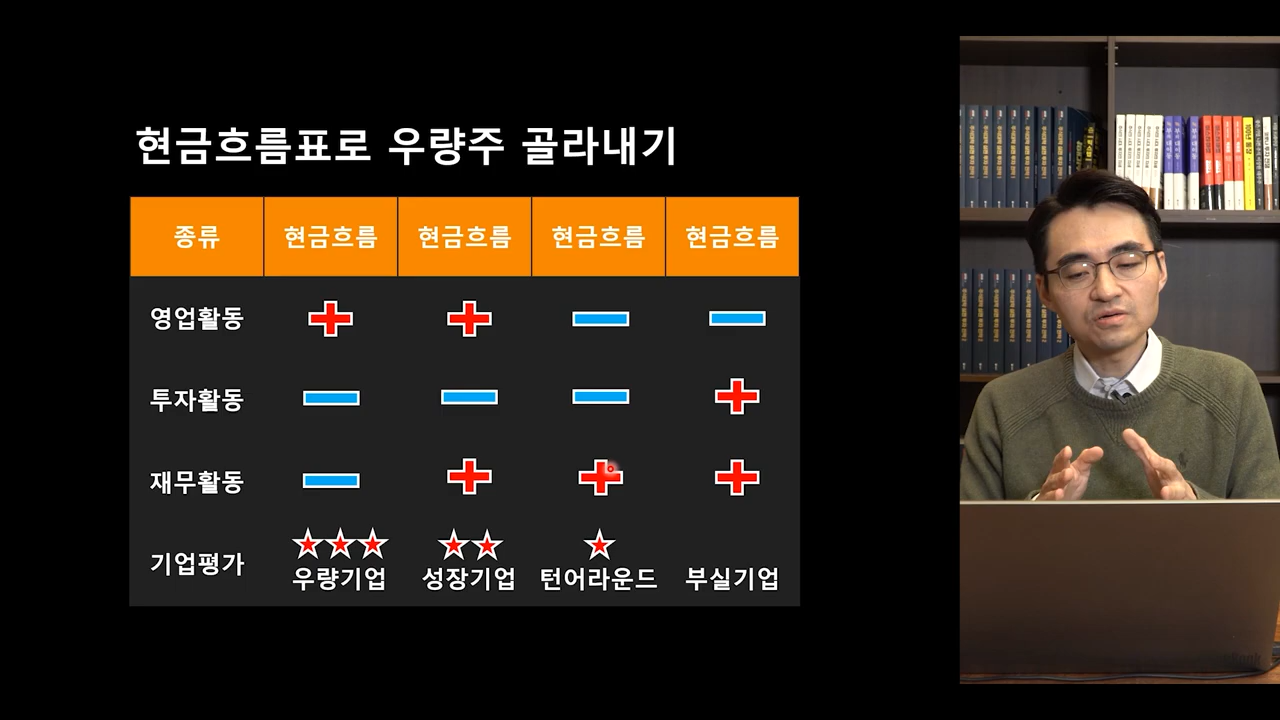 현금흐름표로 우량주 골라내기
종류 현금흐름 현금흐름 현금흐름 현금흐름
영업활동
투자활동
재무활동
기업평가 우량기업 성장기업 턴어라운드 부실기업